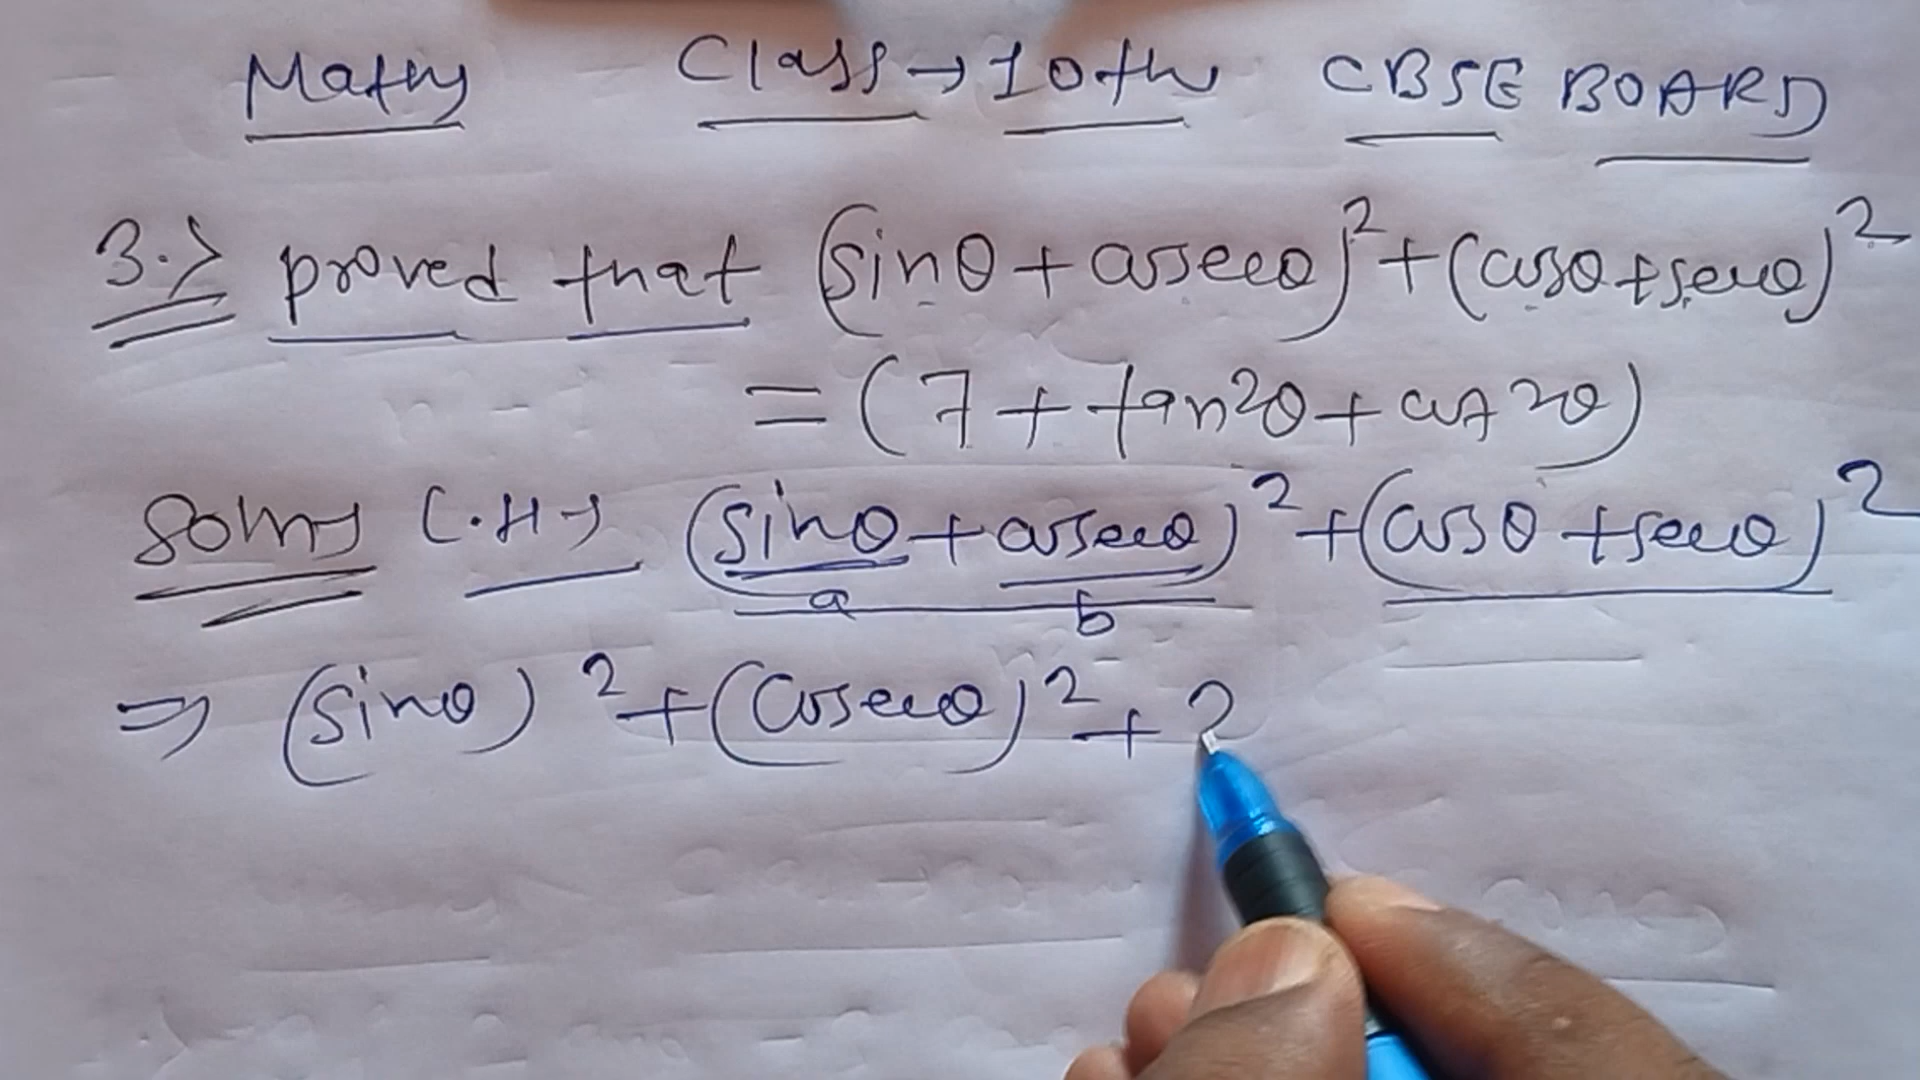 Maths Class → 10th CBSE BOARD
3.> proved that (sinθ + cosecθ)² + (cosθ + secθ)²
= (7 + tan²θ + cot²θ)
Solns L.H.S (sinθ + cosecθ)² + (cosθ + secθ)²
a b
⇒ (sinθ)² + (cosecθ)² + 2